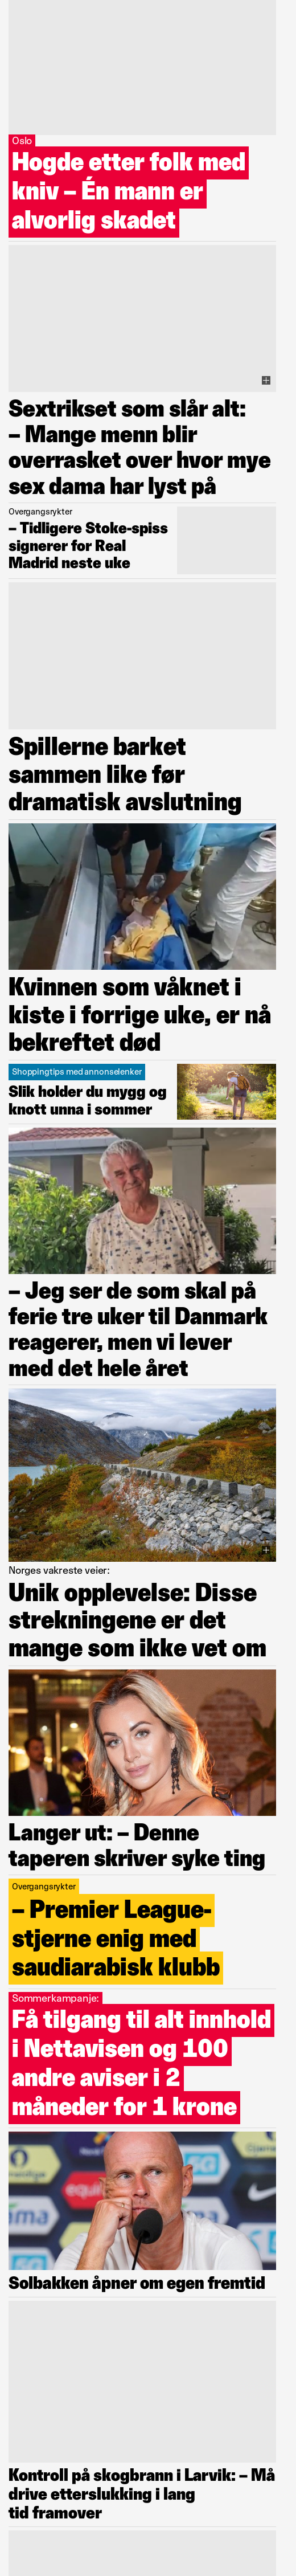 Oslo
Hogde etter folk med
kniv – Én mann er
alvorlig skadet
Sextrikset som slår alt:
– Mange menn blir
overrasket over hvor mye
sex dama har lyst på
Overgangsrykter
– Tidligere Stoke-spiss
signerer for Real
Madrid neste uke
Spillerne barket
sammen like før
dramatisk avslutning
Kvinnen som våknet i
kiste i forrige uke, er nå
bekreftet død
Shoppingtips med annonselenker
Slik holder du mygg og
knott unna i sommer
– Jeg ser de som skal på
ferie tre uker til Danmark
reagerer, men vi lever
med det hele året
Norges vakreste veier:
Unik opplevelse: Disse
strekningene er det
mange som ikke vet om
Langer ut: – Denne
taperen skriver syke ting
Overgangsrykter
– Premier League-
stjerne enig med
saudiarabisk klubb
Sommerkampanje:
Få tilgang til alt innhold
i Nettavisen og 100
andre aviser i 2
måneder for 1 krone
Solbakken åpner om egen fremtid
Kontroll på skogbrann i Larvik: – Må
drive etterslukking i lang
tid framover